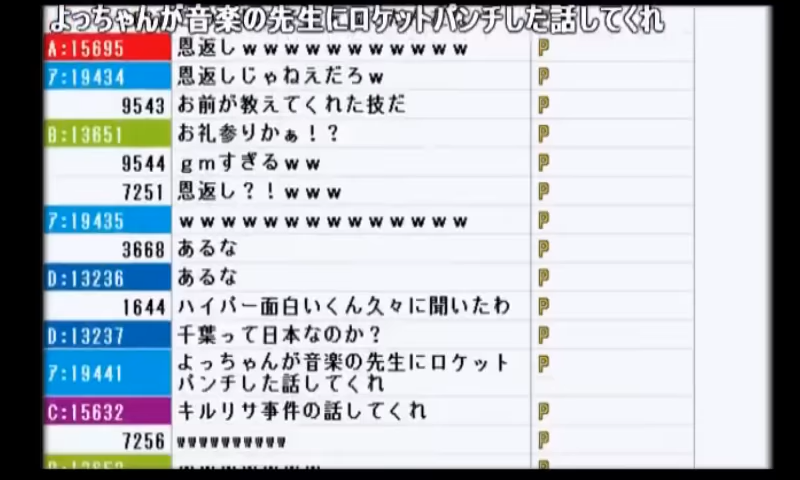 よっちゃんが音楽の先生にロケットパンチした話してくれ
A:15695 恩返しｗｗｗｗｗｗｗｗｗｗｗ P
7:19434 恩返しじゃねえだろｗ P
9543 お前が教えてくれた技だ P
B:13651 お礼参りかぁ！？ P
9544 ｇｍすぎるｗｗ P
7251 恩返し？！ｗｗｗ P
7:19435 ｗｗｗｗｗｗｗｗｗｗｗｗｗｗ P
3668 あるな P
D:13236 あるな P
1644 ハイパー面白いくん久々に聞いたわ P
D:13237 千葉って日本なのか？ P
7:19441 よっちゃんが音楽の先生にロケット P
パンチした話してくれ
C:15632 キルリサ事件の話してくれ P
7256 wwwwwwwwww P